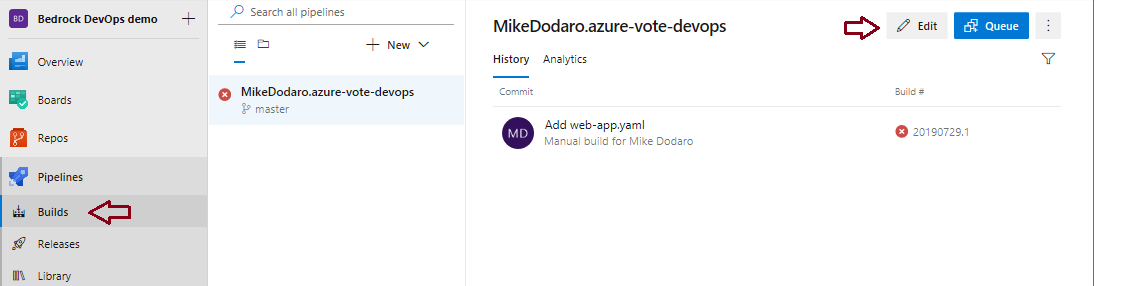 BD Bedrock DevOps demo
Overview
Boards
Repos
Pipelines
Builds
Releases
Library
Search all pipelines
New
MikeDodaro.azure-vote-devops
master
MikeDodaro.azure-vote-devops
Edit
Queue
History Analytics
Commit Build #
MD Add web-app.yaml
Manual build for Mike Dodaro
20190729.1